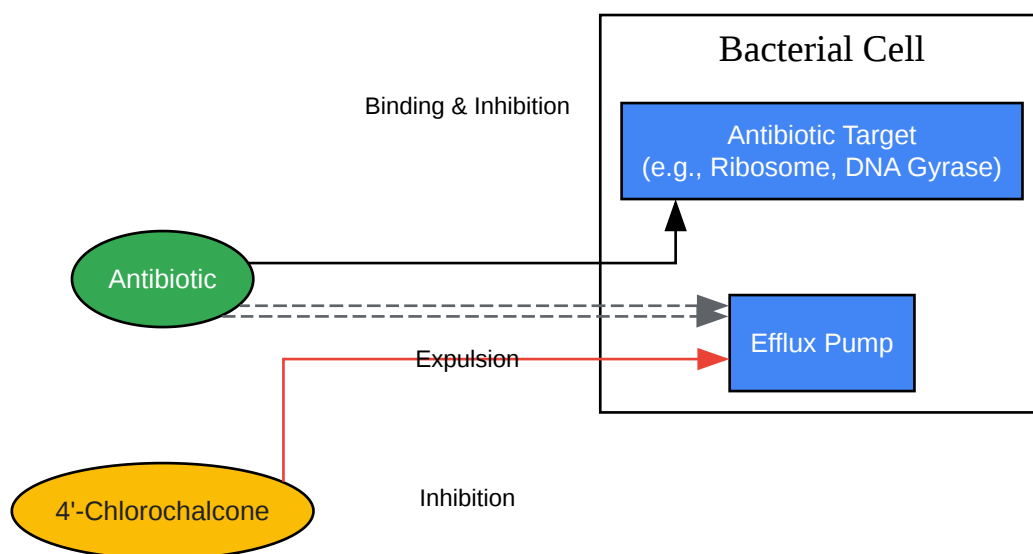 Bacterial Cell
Binding & Inhibition
Antibiotic Target
(e.g., Ribosome, DNA Gyrase)
Antibiotic
Efflux Pump
Expulsion
Inhibition
4'-Chlorochalcone